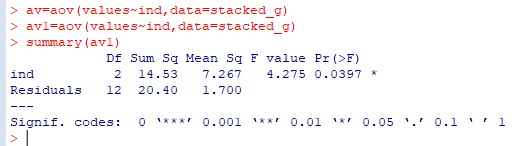 > av=aov(values~ind,data=stacked_g)
> av1=aov(values~ind,data=stacked_g)
> summary(av1)
            Df Sum Sq Mean Sq F value Pr(>F)
ind          2  14.53   7.267   4.275 0.0397 *
Residuals   12  20.40   1.700
---
Signif. codes:  0 ‘***’ 0.001 ‘**’ 0.01 ‘*’ 0.05 ‘.’ 0.1 ‘ ’ 1
>